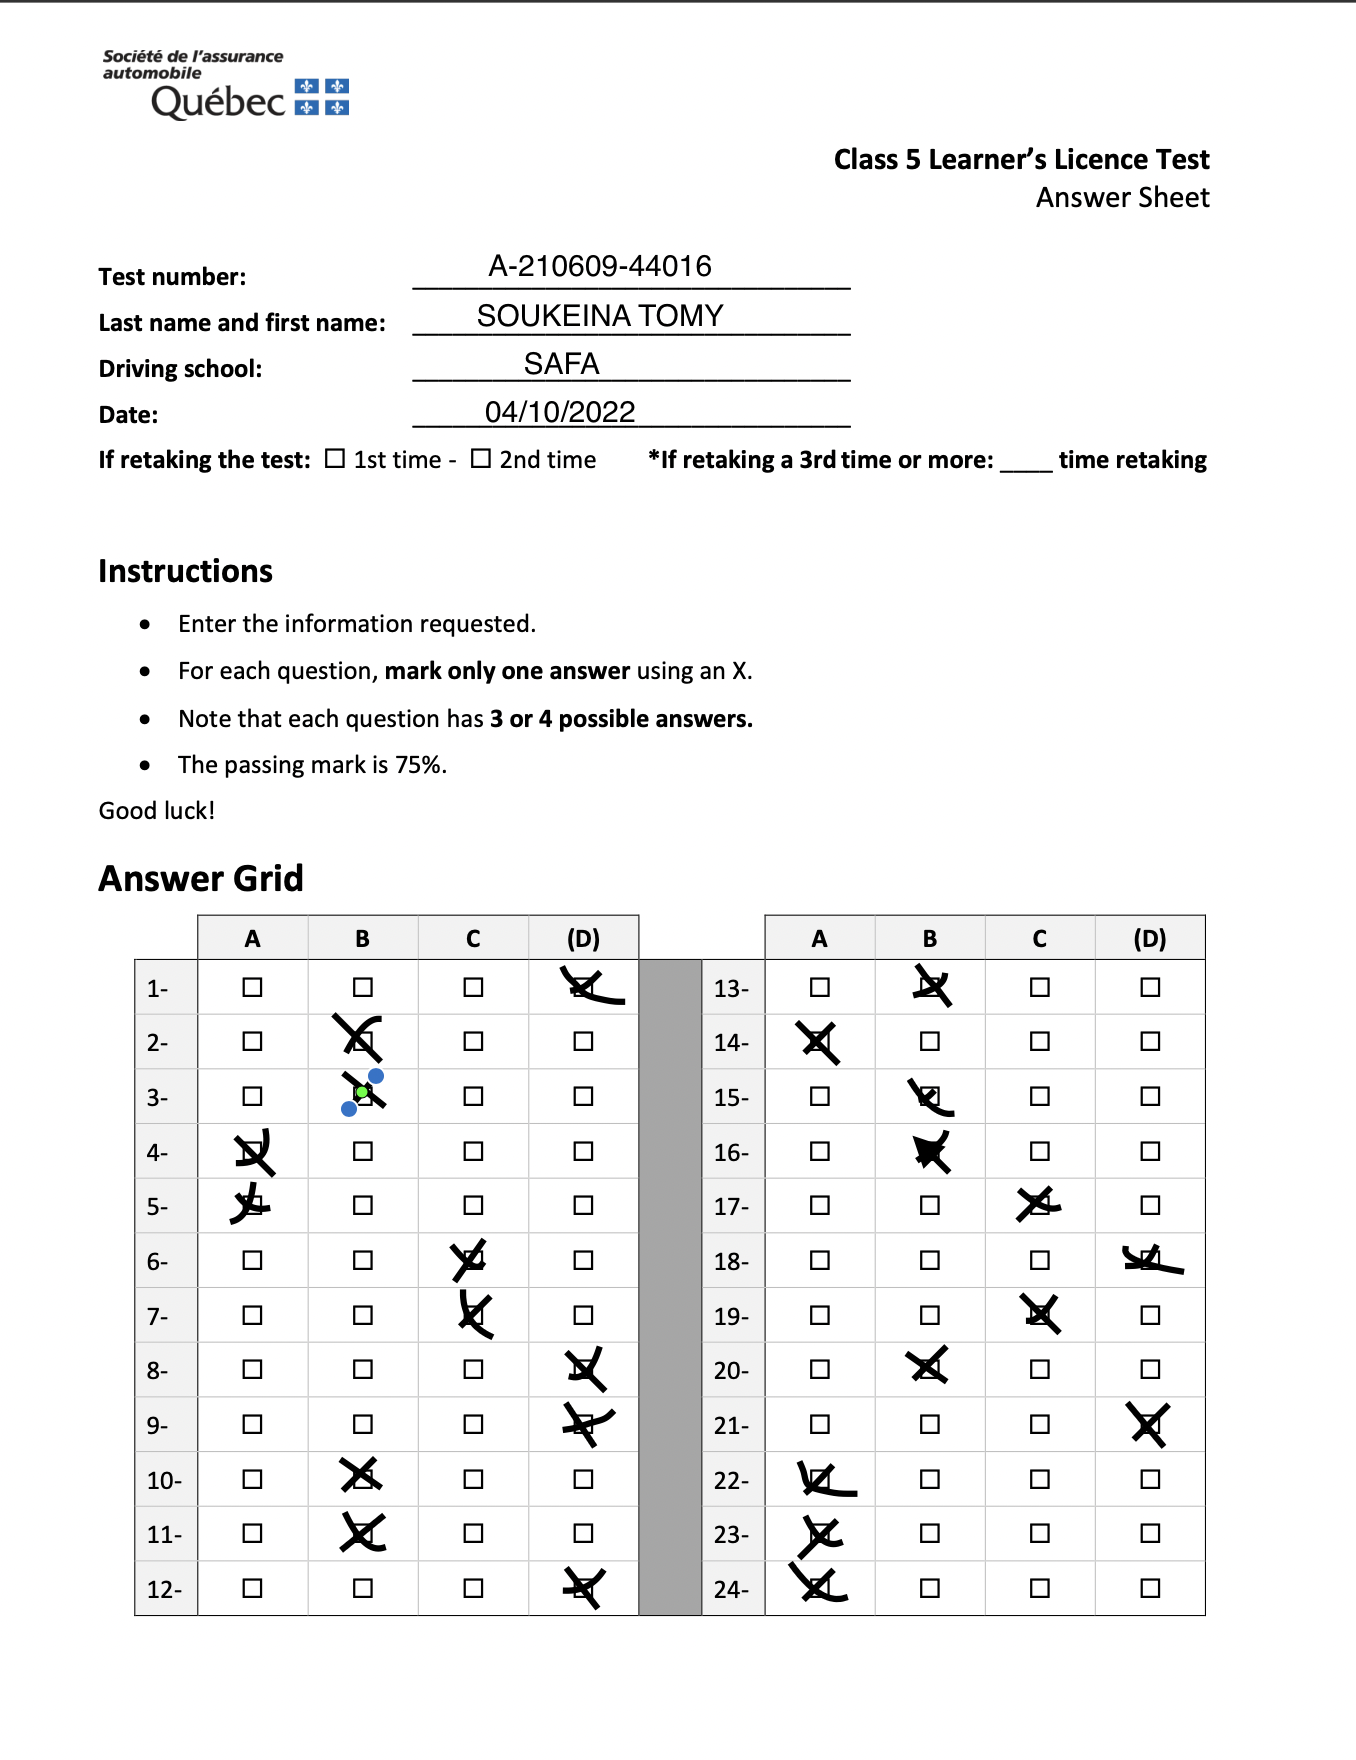 Société de l'assurance
automobile
Québec
Class 5 Learner's Licence Test
Answer Sheet
Test number: A-210609-44016
Last name and first name: SOUKEINA TOMY
Driving school: SAFA
Date: 04/10/2022
If retaking the test: ☐ 1st time - ☐ 2nd time *If retaking a 3rd time or more: ____ time retaking
Instructions
• Enter the information requested.
• For each question, mark only one answer using an X.
• Note that each question has 3 or 4 possible answers.
• The passing mark is 75%.
Good luck!
Answer Grid
A B C (D) A B C (D)
1- ☐ ☐ ☐ ☒ 13- ☐ ☒ ☐ ☐
2- ☐ ☒ ☐ ☐ 14- ☒ ☐ ☐ ☐
3- ☐ ☒ ☐ ☐ 15- ☐ ☒ ☐ ☐
4- ☒ ☐ ☐ ☐ 16- ☐ ☒ ☐ ☐
5- ☒ ☐ ☐ ☐ 17- ☐ ☐ ☒ ☐
6- ☐ ☐ ☒ ☐ 18- ☐ ☐ ☐ ☒
7- ☐ ☐ ☒ ☐ 19- ☐ ☐ ☒ ☐
8- ☐ ☐ ☐ ☒ 20- ☐ ☒ ☐ ☐
9- ☐ ☐ ☐ ☒ 21- ☐ ☐ ☐ ☒
10- ☐ ☒ ☐ ☐ 22- ☒ ☐ ☐ ☐
11- ☐ ☒ ☐ ☐ 23- ☒ ☐ ☐ ☐
12- ☐ ☐ ☐ ☒ 24- ☒ ☐ ☐ ☐